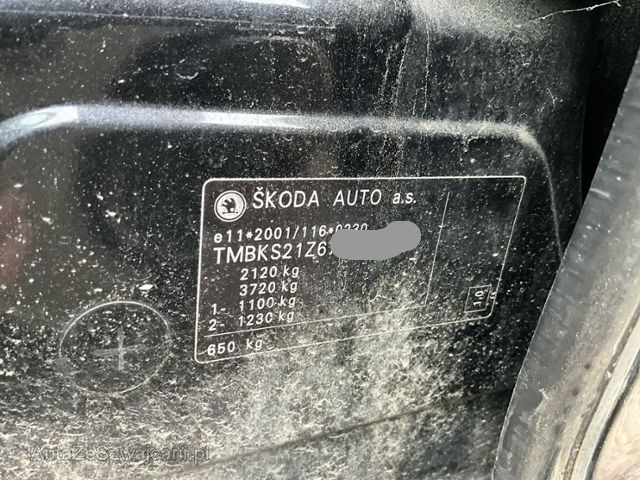 ŠKODA AUTO a.s.
e11*2001/116*0230
TMBKS21Z6
2120 kg
3720 kg
1- 1100 kg
2- 1230 kg
650 kg
AutaZeSzwajcarii.pl